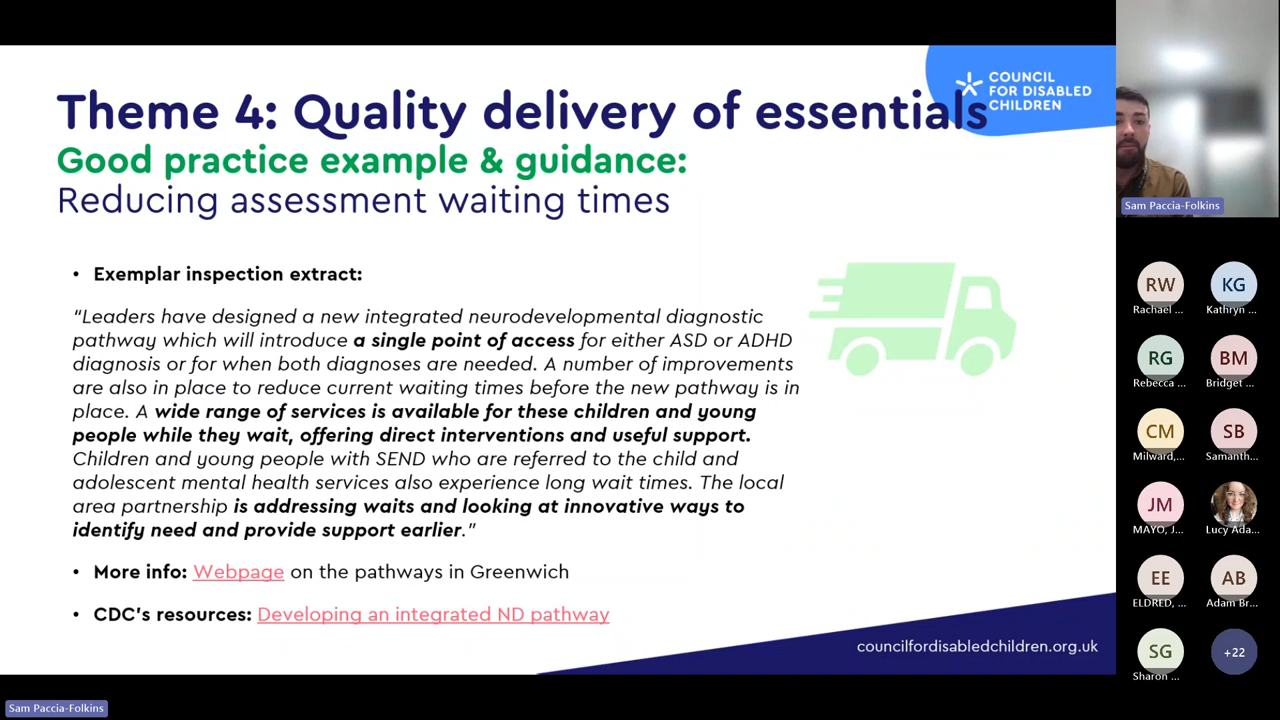 COUNCIL
FOR DISABLED
CHILDREN
Theme 4: Quality delivery of essentials
Good practice example & guidance:
Reducing assessment waiting times
• Exemplar inspection extract:
“Leaders have designed a new integrated neurodevelopmental diagnostic
pathway which will introduce a single point of access for either ASD or ADHD
diagnosis or for when both diagnoses are needed. A number of improvements
are also in place to reduce current waiting times before the new pathway is in
place. A wide range of services is available for these children and young
people while they wait, offering direct interventions and useful support.
Children and young people with SEND who are referred to the child and
adolescent mental health services also experience long wait times. The local
area partnership is addressing waits and looking at innovative ways to
identify need and provide support earlier.”
• More info: Webpage on the pathways in Greenwich
• CDC's resources: Developing an integrated ND pathway
councilfordisabledchildren.org.uk
Sam Paccia-Folkins
Sam Paccia-Folkins
RW
Rachael ...
KG
Kathryn ...
RG
Rebecca ...
BM
Bridget ...
CM
Milward,...
SB
Samanth...
JM
MAYO, J...
Lucy Ada...
EE
ELDRED, ...
AB
Adam Br...
SG
Sharon ...
+22